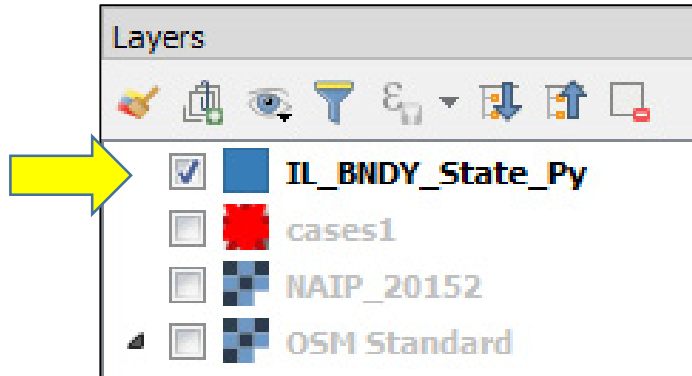 Layers
IL_BNDY_State_Py
cases1
NAIP_20152
OSM Standard